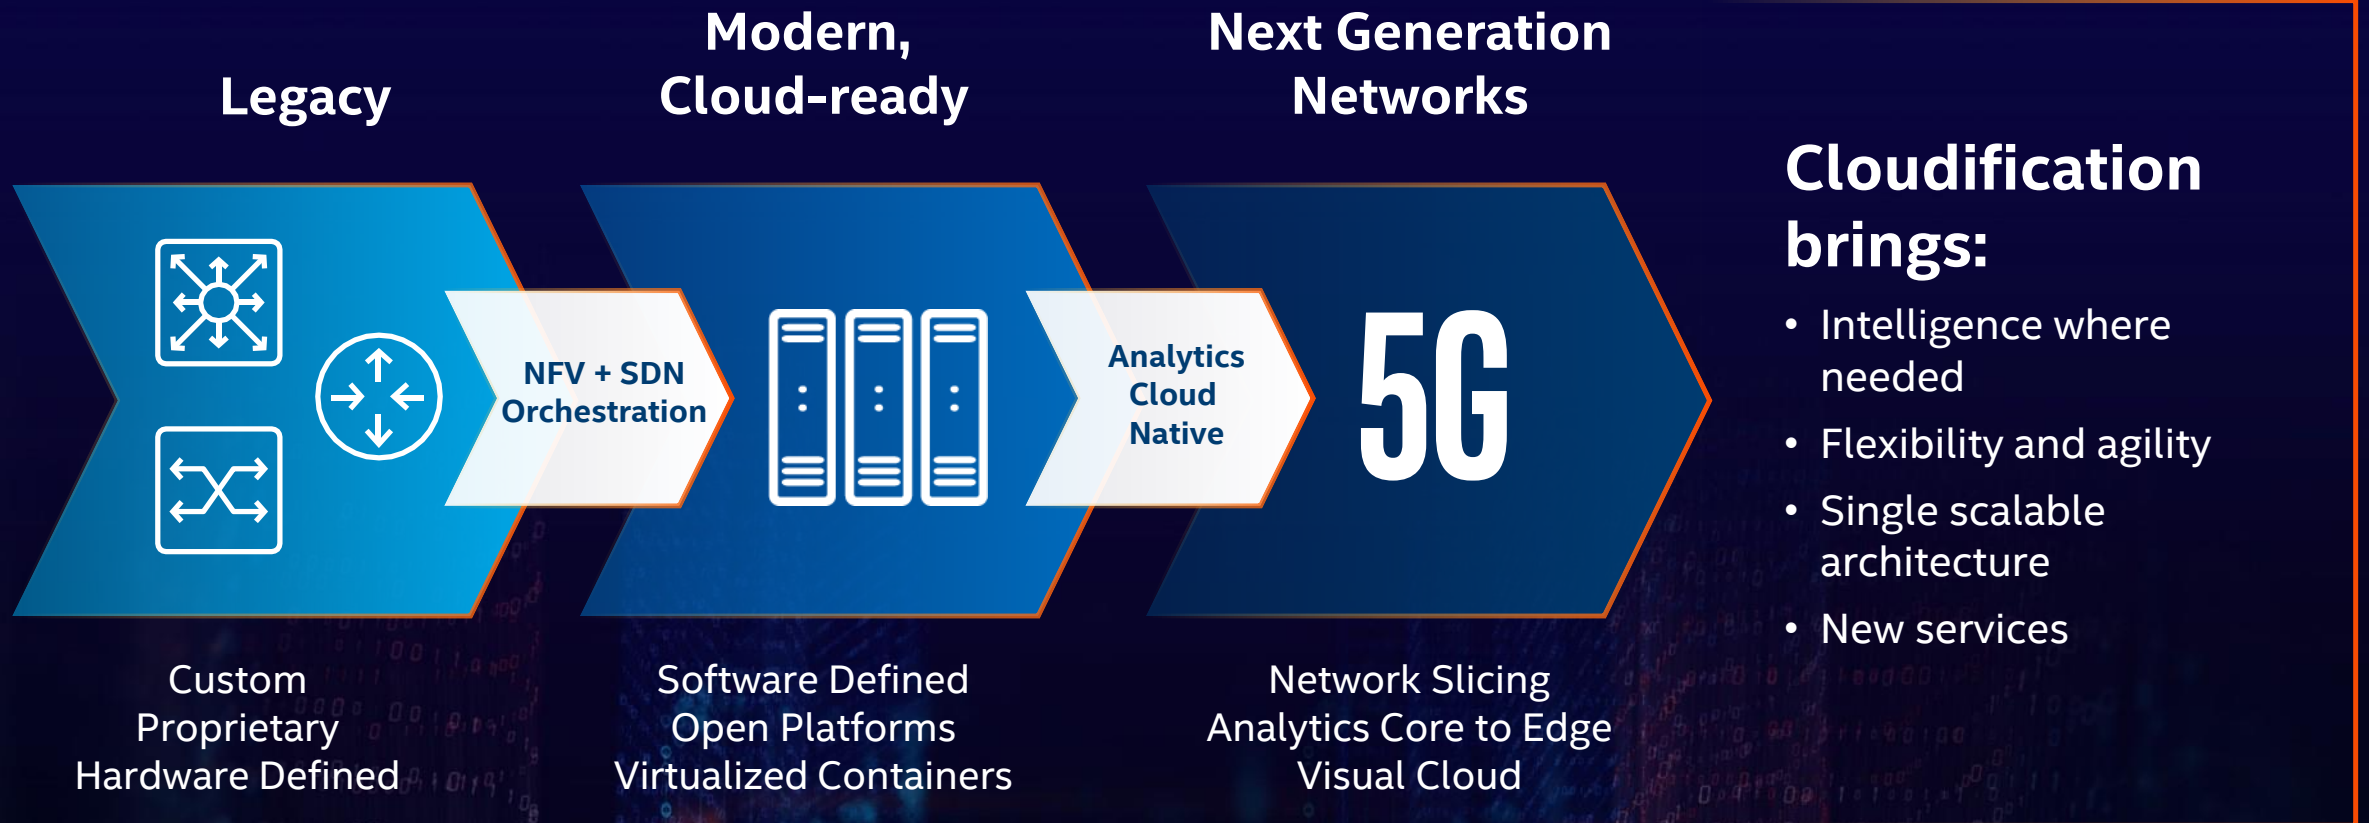 Legacy
Modern,
Cloud-ready
Next Generation
Networks
NFV + SDN
Orchestration
Analytics
Cloud
Native
5G
Custom
Proprietary
Hardware Defined
Software Defined
Open Platforms
Virtualized Containers
Network Slicing
Analytics Core to Edge
Visual Cloud
Cloudification
brings:
• Intelligence where
needed
• Flexibility and agility
• Single scalable
architecture
• New services